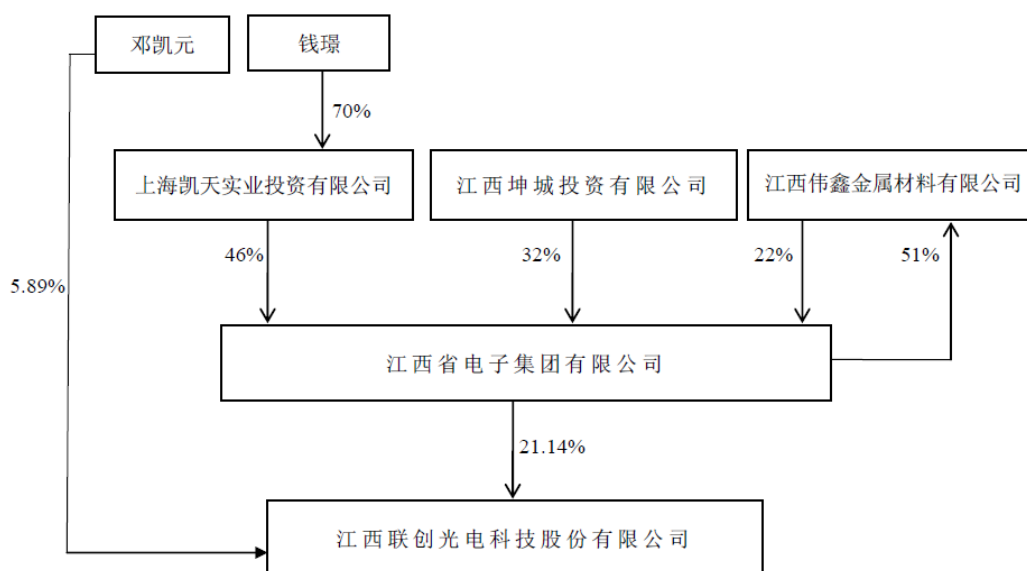 邓凯元
钱璟
70%
上海凯天实业投资有限公司
江西坤城投资有限公司
江西伟鑫金属材料有限公司
46%
32%
22%
51%
5.89%
江西省电子集团有限公司
21.14%
江西联创光电科技股份有限公司